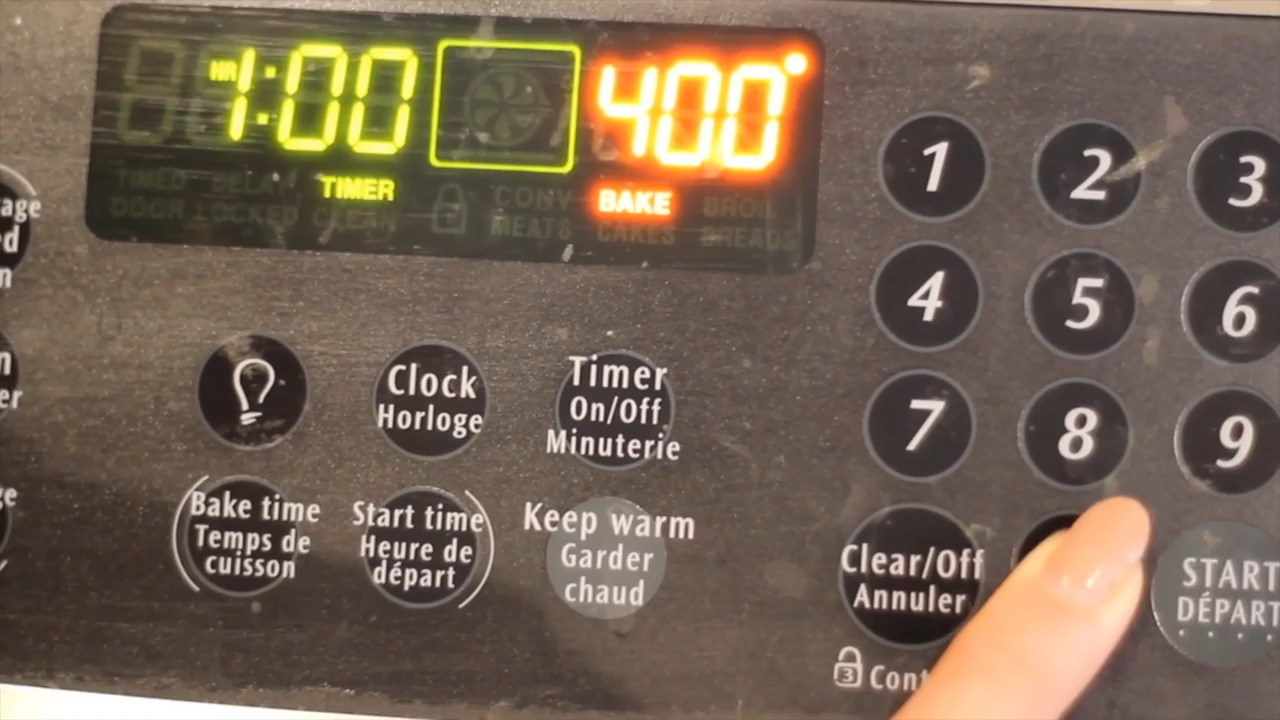 HR 1:00 400°
TIMER BAKE
TIMED DELAY CONV BROIL
DOOR LOCKED CLEAN MEATS CAKES BREADS
1 2 3
4 5 6
7 8 9
Clock
Horloge
Timer
On/Off
Minuterie
Bake time
Temps de
cuisson
Start time
Heure de
départ
Keep warm
Garder
chaud
Clear/Off
Annuler
START
DÉPART
3